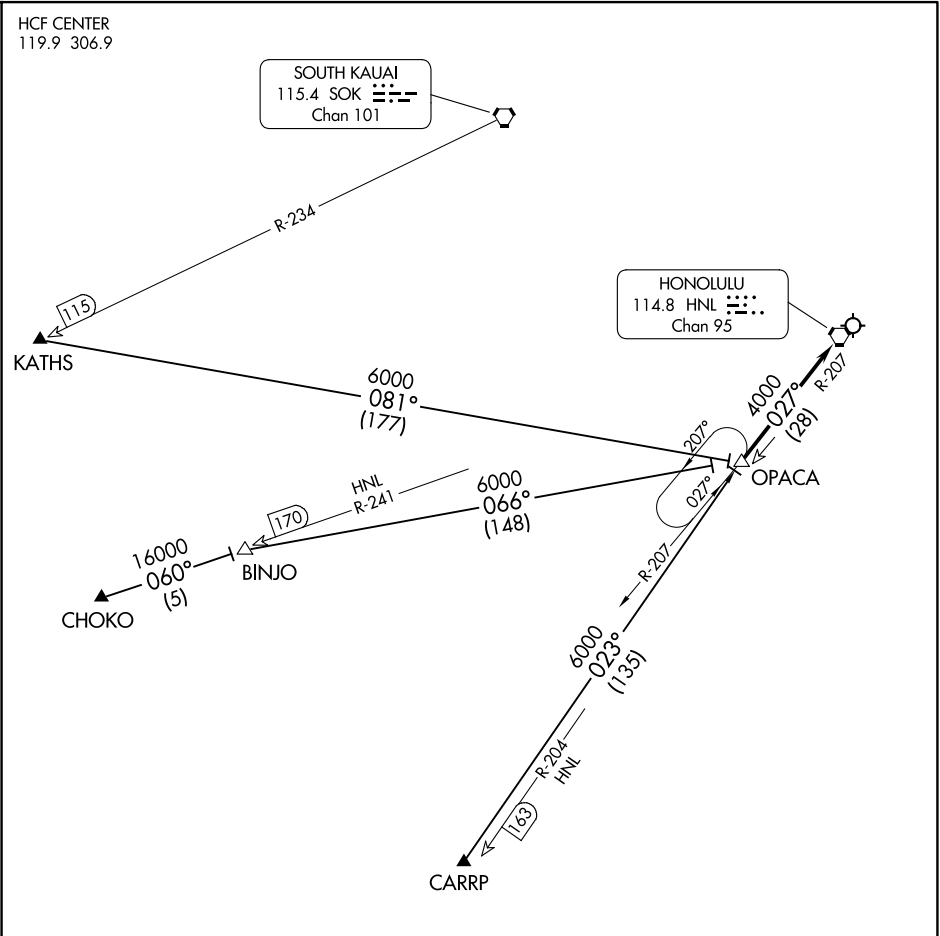 HCF CENTER
119.9 306.9
SOUTH KAUAI
115.4 SOK
Chan 101
R-234
115
KATHS
HONOLULU
114.8 HNL
Chan 95
R-207
4000
027°
(28)
6000
081°
(177)
207°
027°
OPACA
HNL
R-241
170
6000
066°
(148)
BINJO
16000
060°
(5)
CHOKO
R-207
6000
023°
(135)
R-204
HNL
163
CARRP